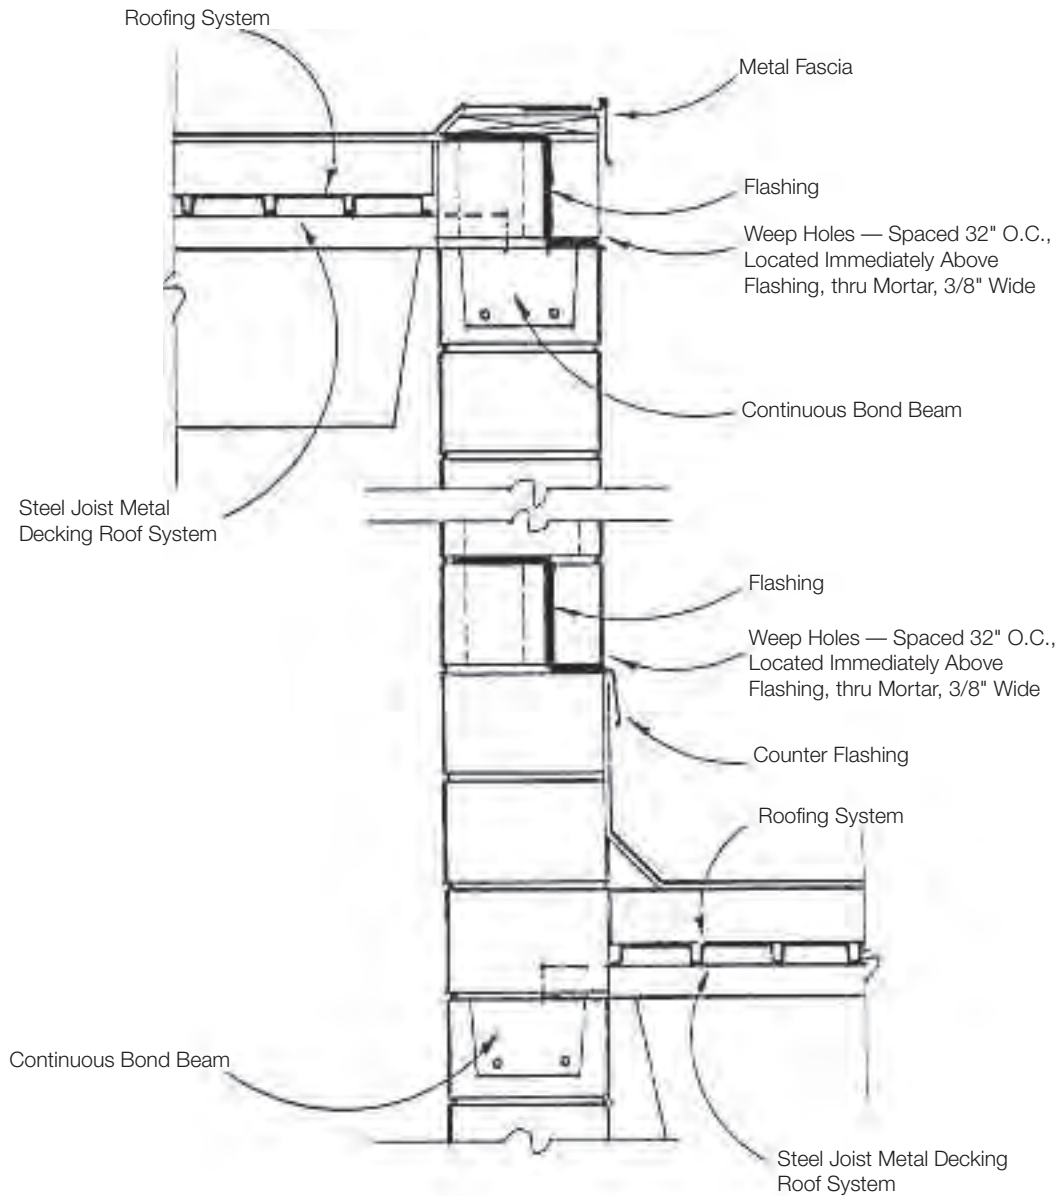 Roofing System
Metal Fascia
Flashing
Weep Holes — Spaced 32" O.C.,
Located Immediately Above
Flashing, thru Mortar, 3/8" Wide
Continuous Bond Beam
Steel Joist Metal
Decking Roof System
Flashing
Weep Holes — Spaced 32" O.C.,
Located Immediately Above
Flashing, thru Mortar, 3/8" Wide
Counter Flashing
Roofing System
Continuous Bond Beam
Steel Joist Metal Decking
Roof System